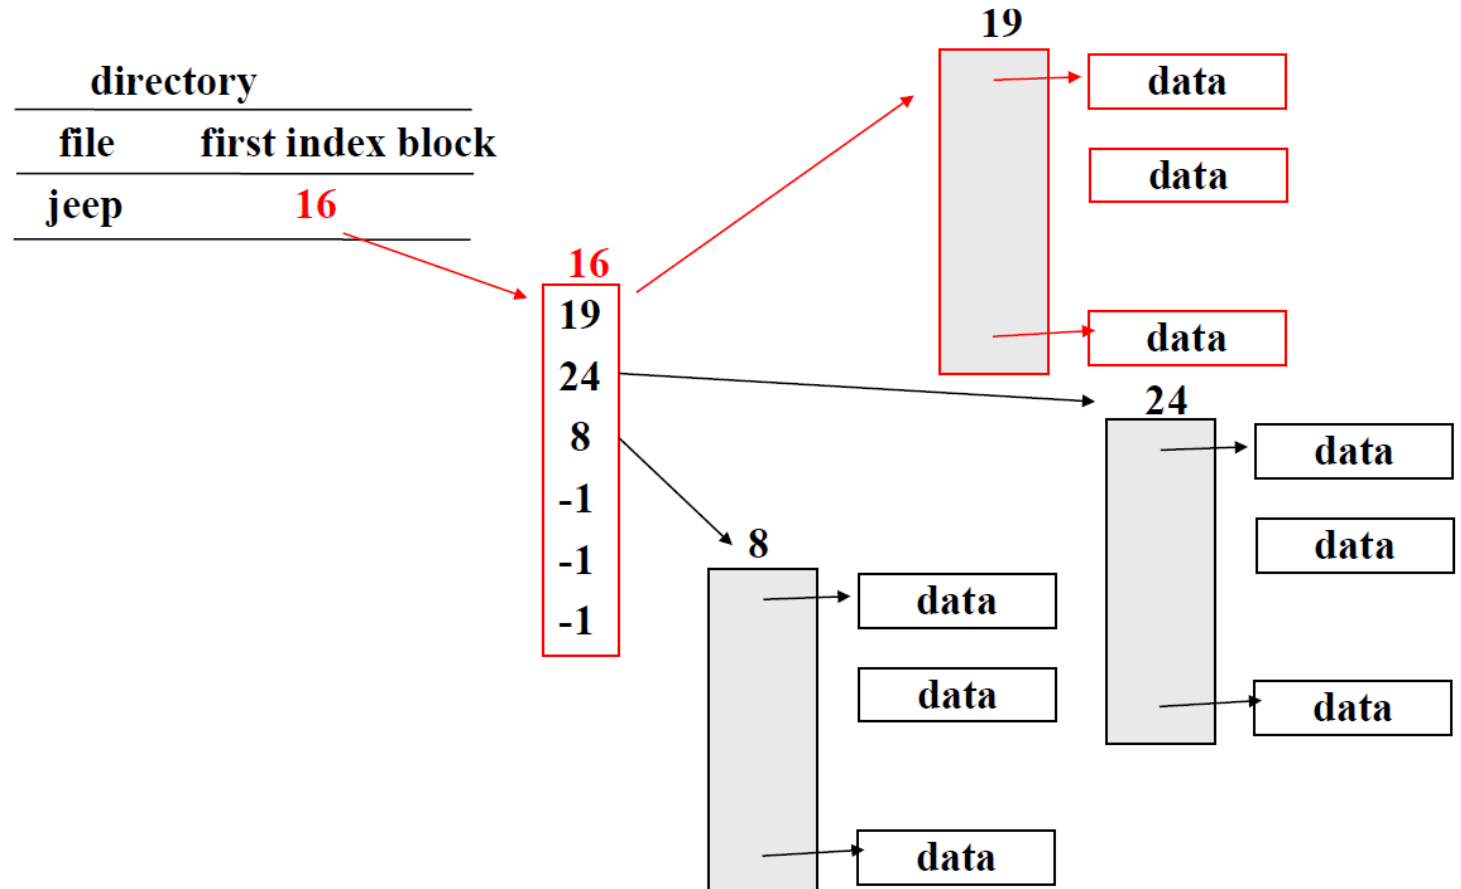 directory
file first index block
jeep 16
16
19
24
8
-1
-1
-1
19
data
data
data
24
data
data
data
8
data
data
data